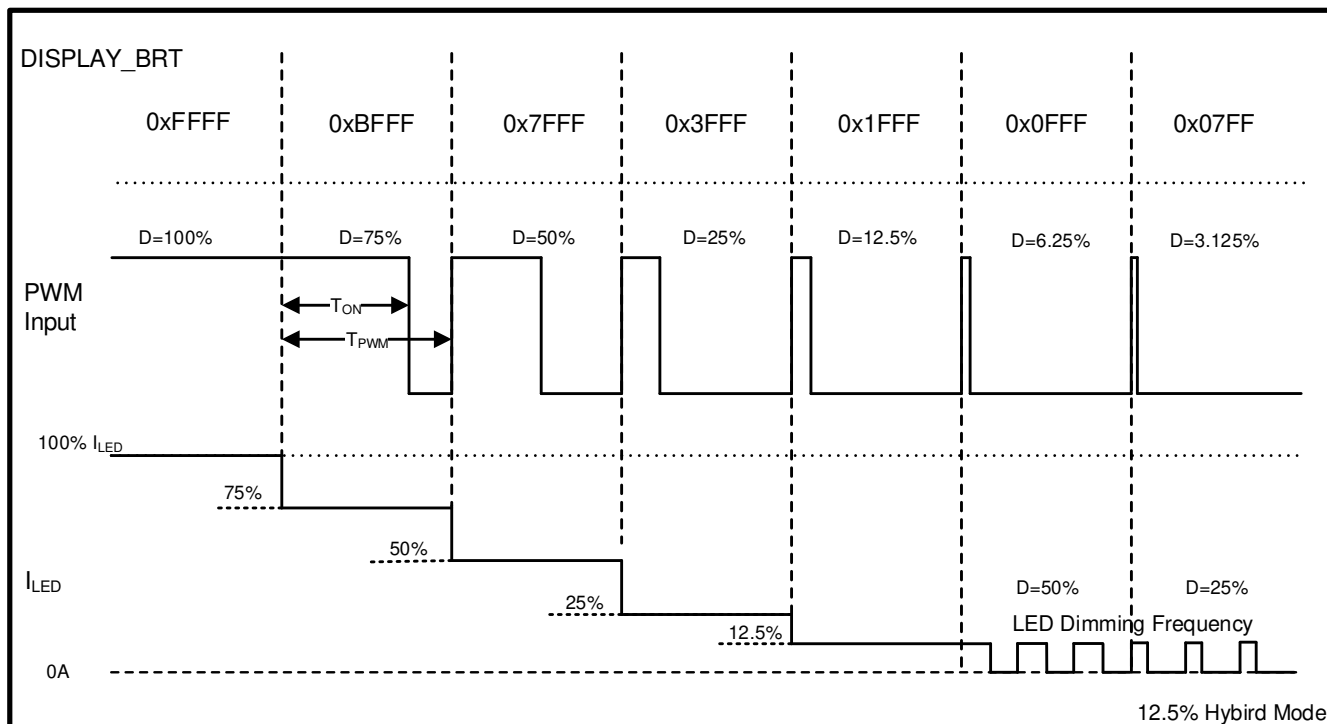 DISPLAY_BRT
0xFFFF 0xBFFF 0x7FFF 0x3FFF 0x1FFF 0x0FFF 0x07FF
D=100% D=75% D=50% D=25% D=12.5% D=6.25% D=3.125%
PWM
Input
TON
TPWM
100% ILED
75%
50%
ILED
25%
12.5%
D=50% D=25%
LED Dimming Frequency
0A
12.5% Hybird Mode